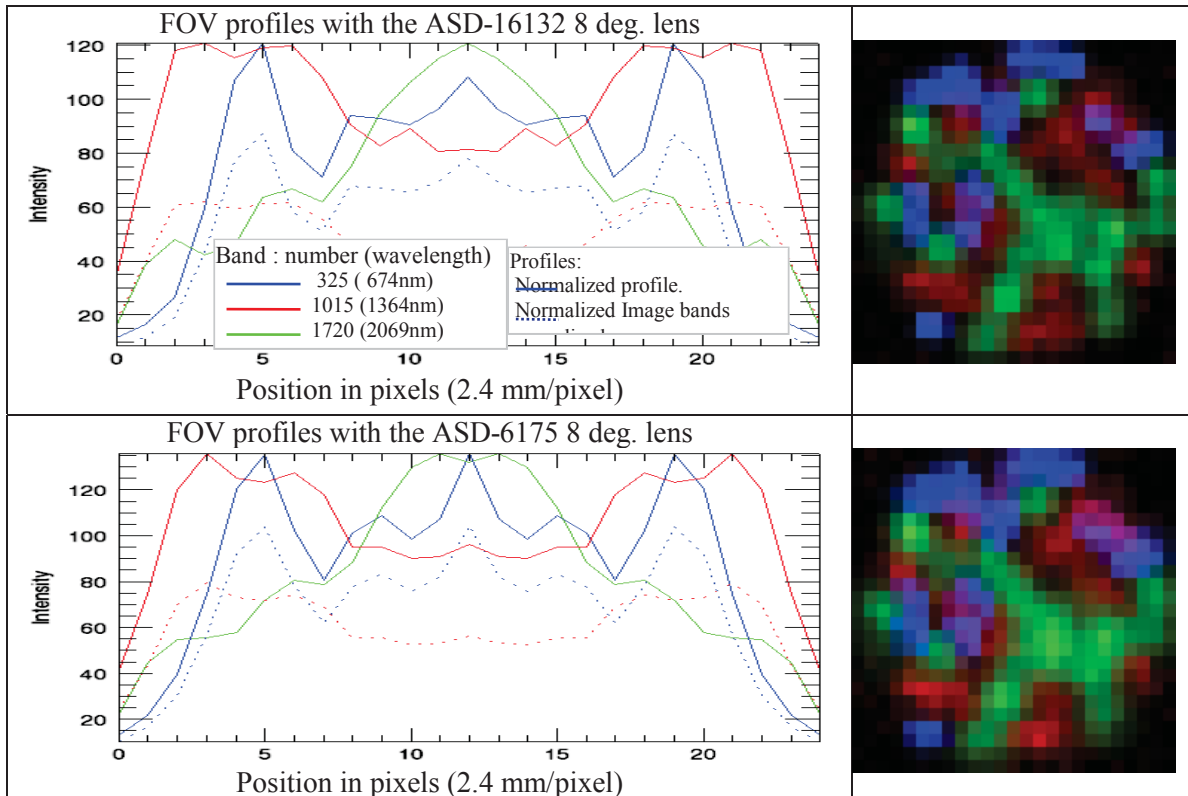 FOV profiles with the ASD-16132 8 deg. lens
120
100
80
60
40
20
Intensity
Band : number (wavelength)
325 ( 674nm)
1015 (1364nm)
1720 (2069nm)
Profiles:
Normalized profile.
Normalized Image bands
0 5 10 15 20
Position in pixels (2.4 mm/pixel)
FOV profiles with the ASD-6175 8 deg. lens
120
100
80
60
40
20
Intensity
0 5 10 15 20
Position in pixels (2.4 mm/pixel)